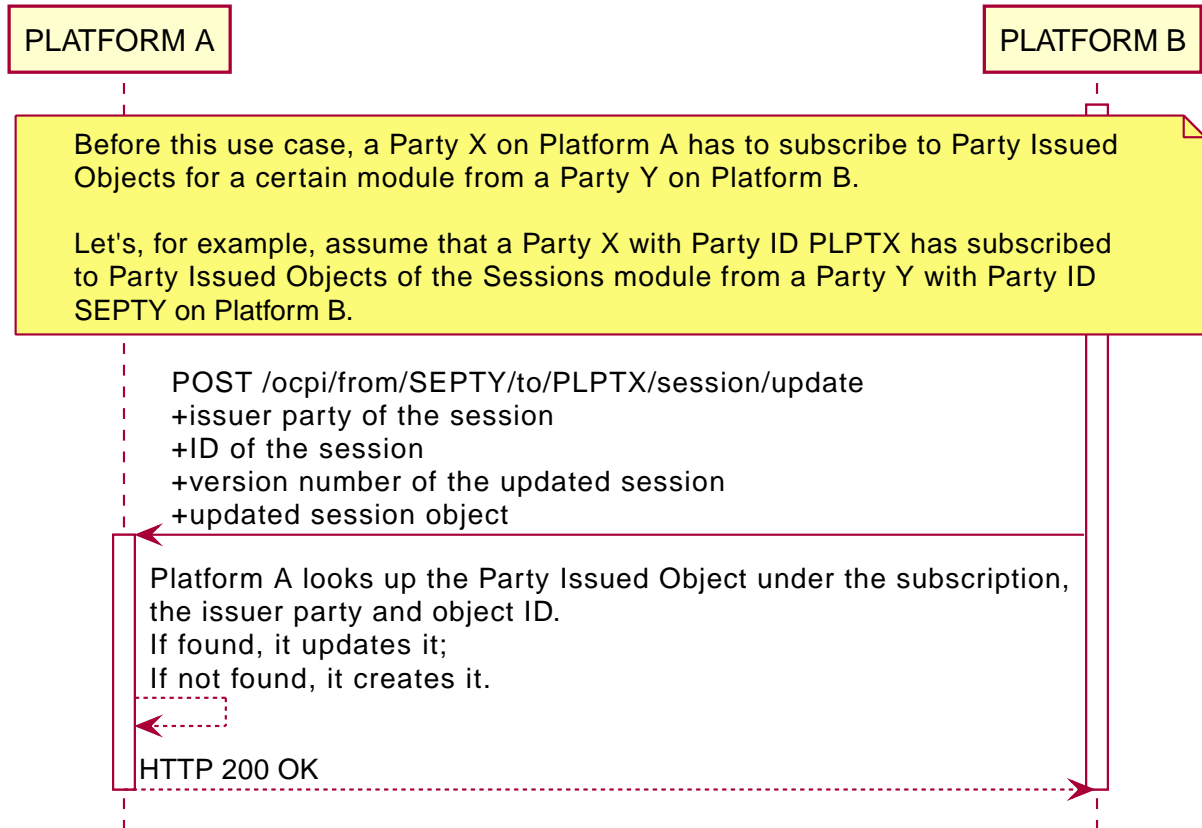 PLATFORM A
PLATFORM B
Before this use case, a Party X on Platform A has to subscribe to Party Issued
Objects for a certain module from a Party Y on Platform B.
Let's, for example, assume that a Party X with Party ID PLPTX has subscribed
to Party Issued Objects of the Sessions module from a Party Y with Party ID
SEPTY on Platform B.
POST /ocpi/from/SEPTY/to/PLPTX/session/update
+issuer party of the session
+ID of the session
+version number of the updated session
+updated session object
Platform A looks up the Party Issued Object under the subscription,
the issuer party and object ID.
If found, it updates it;
If not found, it creates it.
HTTP 200 OK